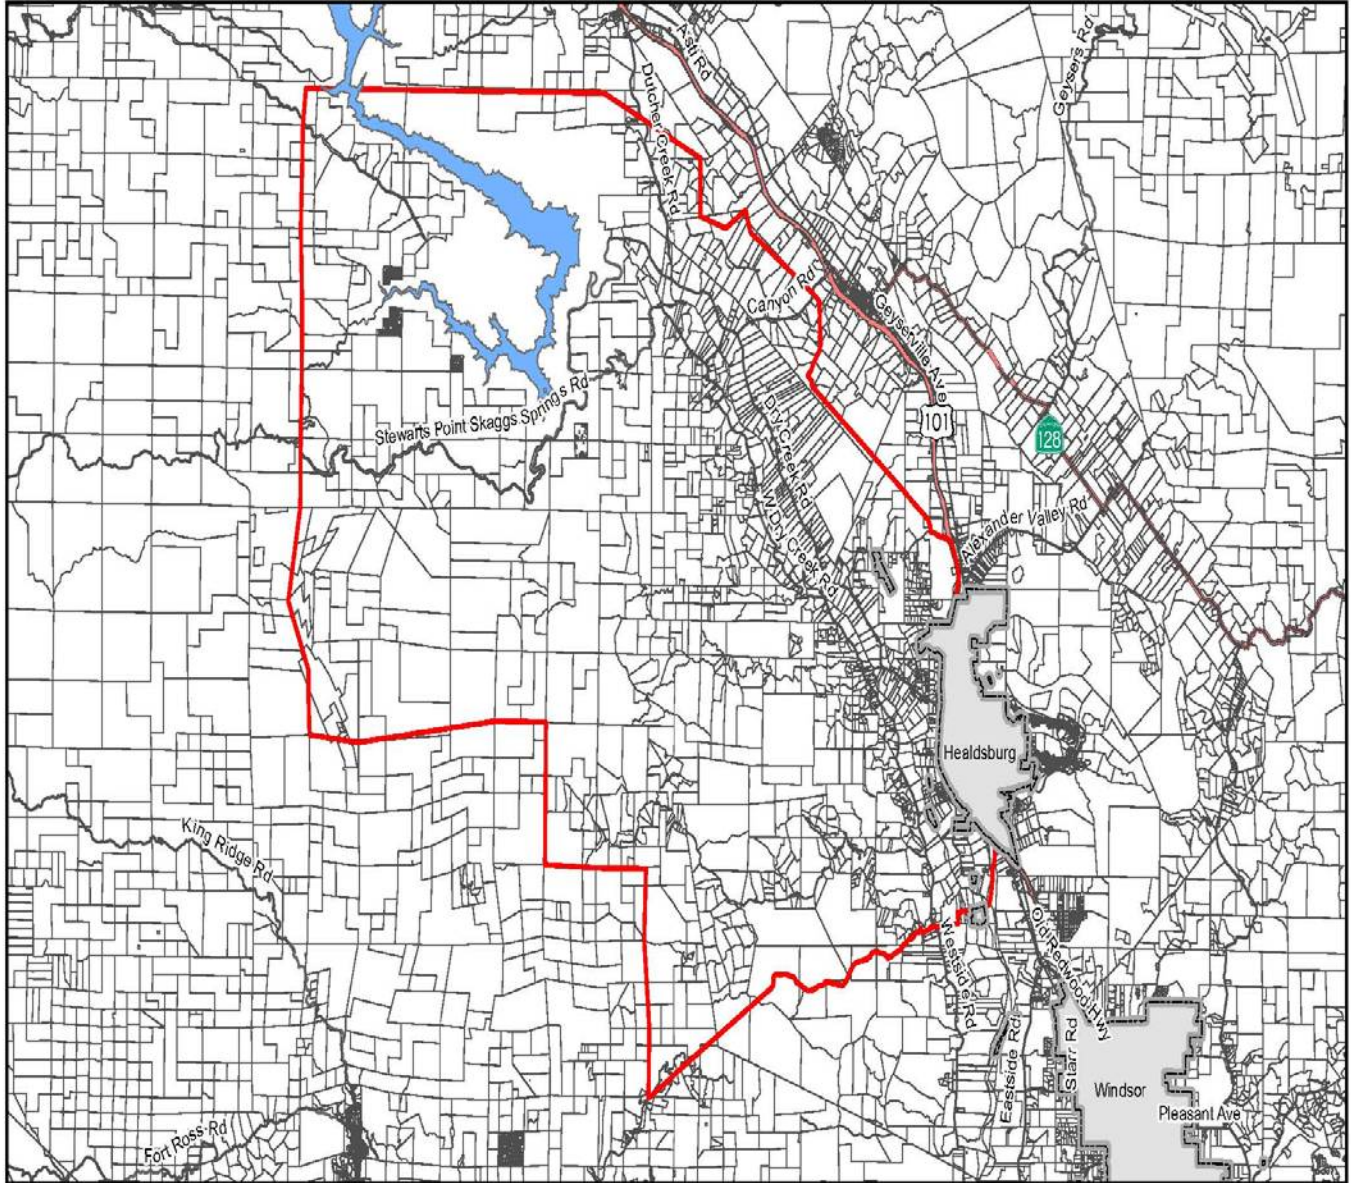 Asti Rd
Geysers Rd
Dutcher Creek Rd
Canyon Rd
Geyserville Ave
Stewarts Point Skaggs Springs Rd
101
128
Dry Creek Rd
W Dry Creek Rd
Alexander Valley Rd
Healdsburg
King Ridge Rd
Old Redwood Hwy
Westside Rd
Eastside Rd
Starr Rd
Windsor
Pleasant Ave
Fort Ross Rd